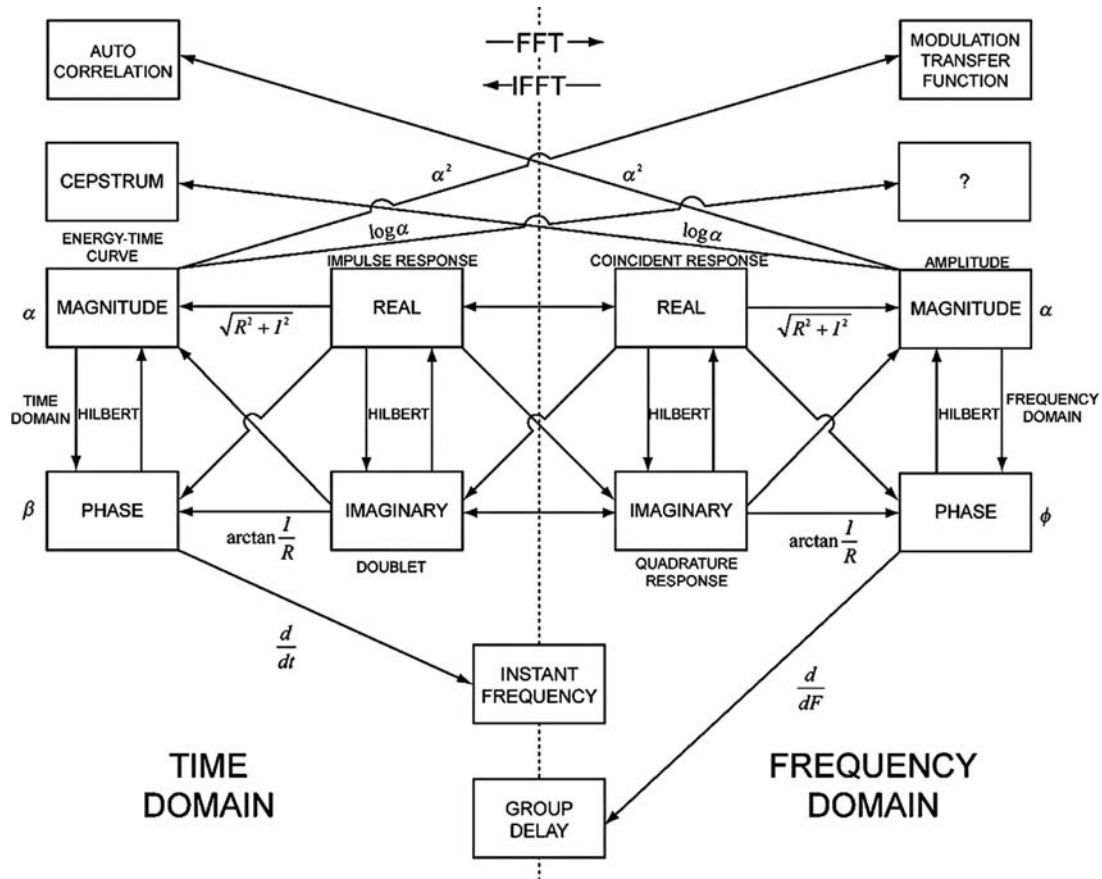 AUTO
CORRELATION
FFT
IFFT
MODULATION
TRANSFER
FUNCTION
CEPSTRUM
α²
α²
?
ENERGY-TIME
CURVE
log α
log α
IMPULSE RESPONSE
COINCIDENT RESPONSE
AMPLITUDE
α
MAGNITUDE
√R² + I²
REAL
REAL
√R² + I²
MAGNITUDE
α
TIME
DOMAIN
HILBERT
HILBERT
HILBERT
HILBERT
FREQUENCY
DOMAIN
β
PHASE
arctan I/R
IMAGINARY
IMAGINARY
arctan I/R
PHASE
ϕ
DOUBLET
QUADRATURE
RESPONSE
d/dt
INSTANT
FREQUENCY
d/dF
TIME
DOMAIN
GROUP
DELAY
FREQUENCY
DOMAIN